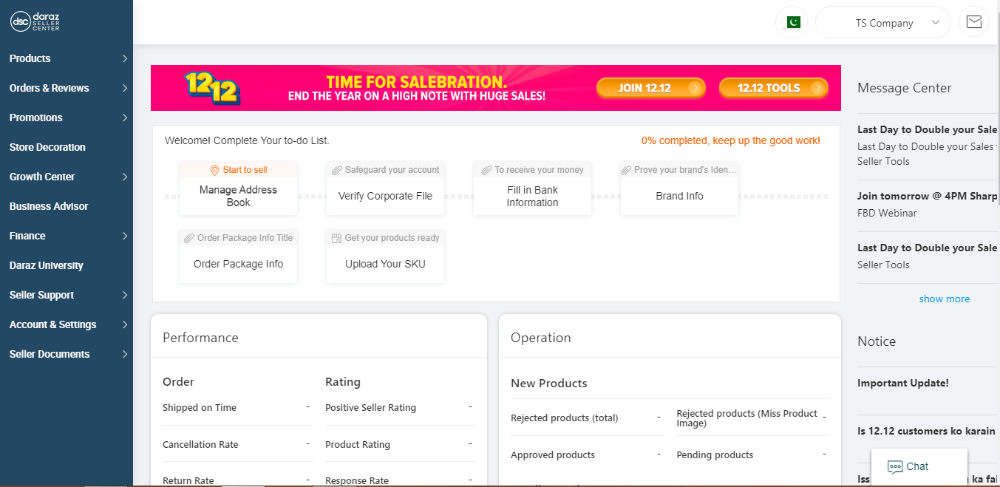 dsc daraz
SELLER
CENTER
Products
Orders & Reviews
Promotions
Store Decoration
Growth Center
Business Advisor
Finance
Daraz University
Seller Support
Account & Settings
Seller Documents
TS Company
12 12
TIME FOR SALEBRATION.
END THE YEAR ON A HIGH NOTE WITH HUGE SALES!
JOIN 12.12
12.12 TOOLS
Welcome! Complete Your to-do List.
0% completed, keep up the good work!
Start to sell
Manage Address
Book
Safeguard your account
Verify Corporate File
To receive your money
Fill in Bank
Information
Prove your brand's Iden...
Brand Info
Order Package Info Title
Order Package Info
Get your products ready
Upload Your SKU
Performance
Order
Shipped on Time -
Cancellation Rate -
Return Rate -
Rating
Positive Seller Rating -
Product Rating -
Response Rate -
Operation
New Products
Rejected products (total) -
Rejected products (Miss Product
Image) -
Approved products -
Pending products -
Message Center
Last Day to Double your Sale
Last Day to Double your Sales
Seller Tools
Join tomorrow @ 4PM Sharp
FBD Webinar
Last Day to Double your Sale
Seller Tools
show more
Notice
Important Update!
Is 12.12 customers ko karain
Iss
ka fai
Chat